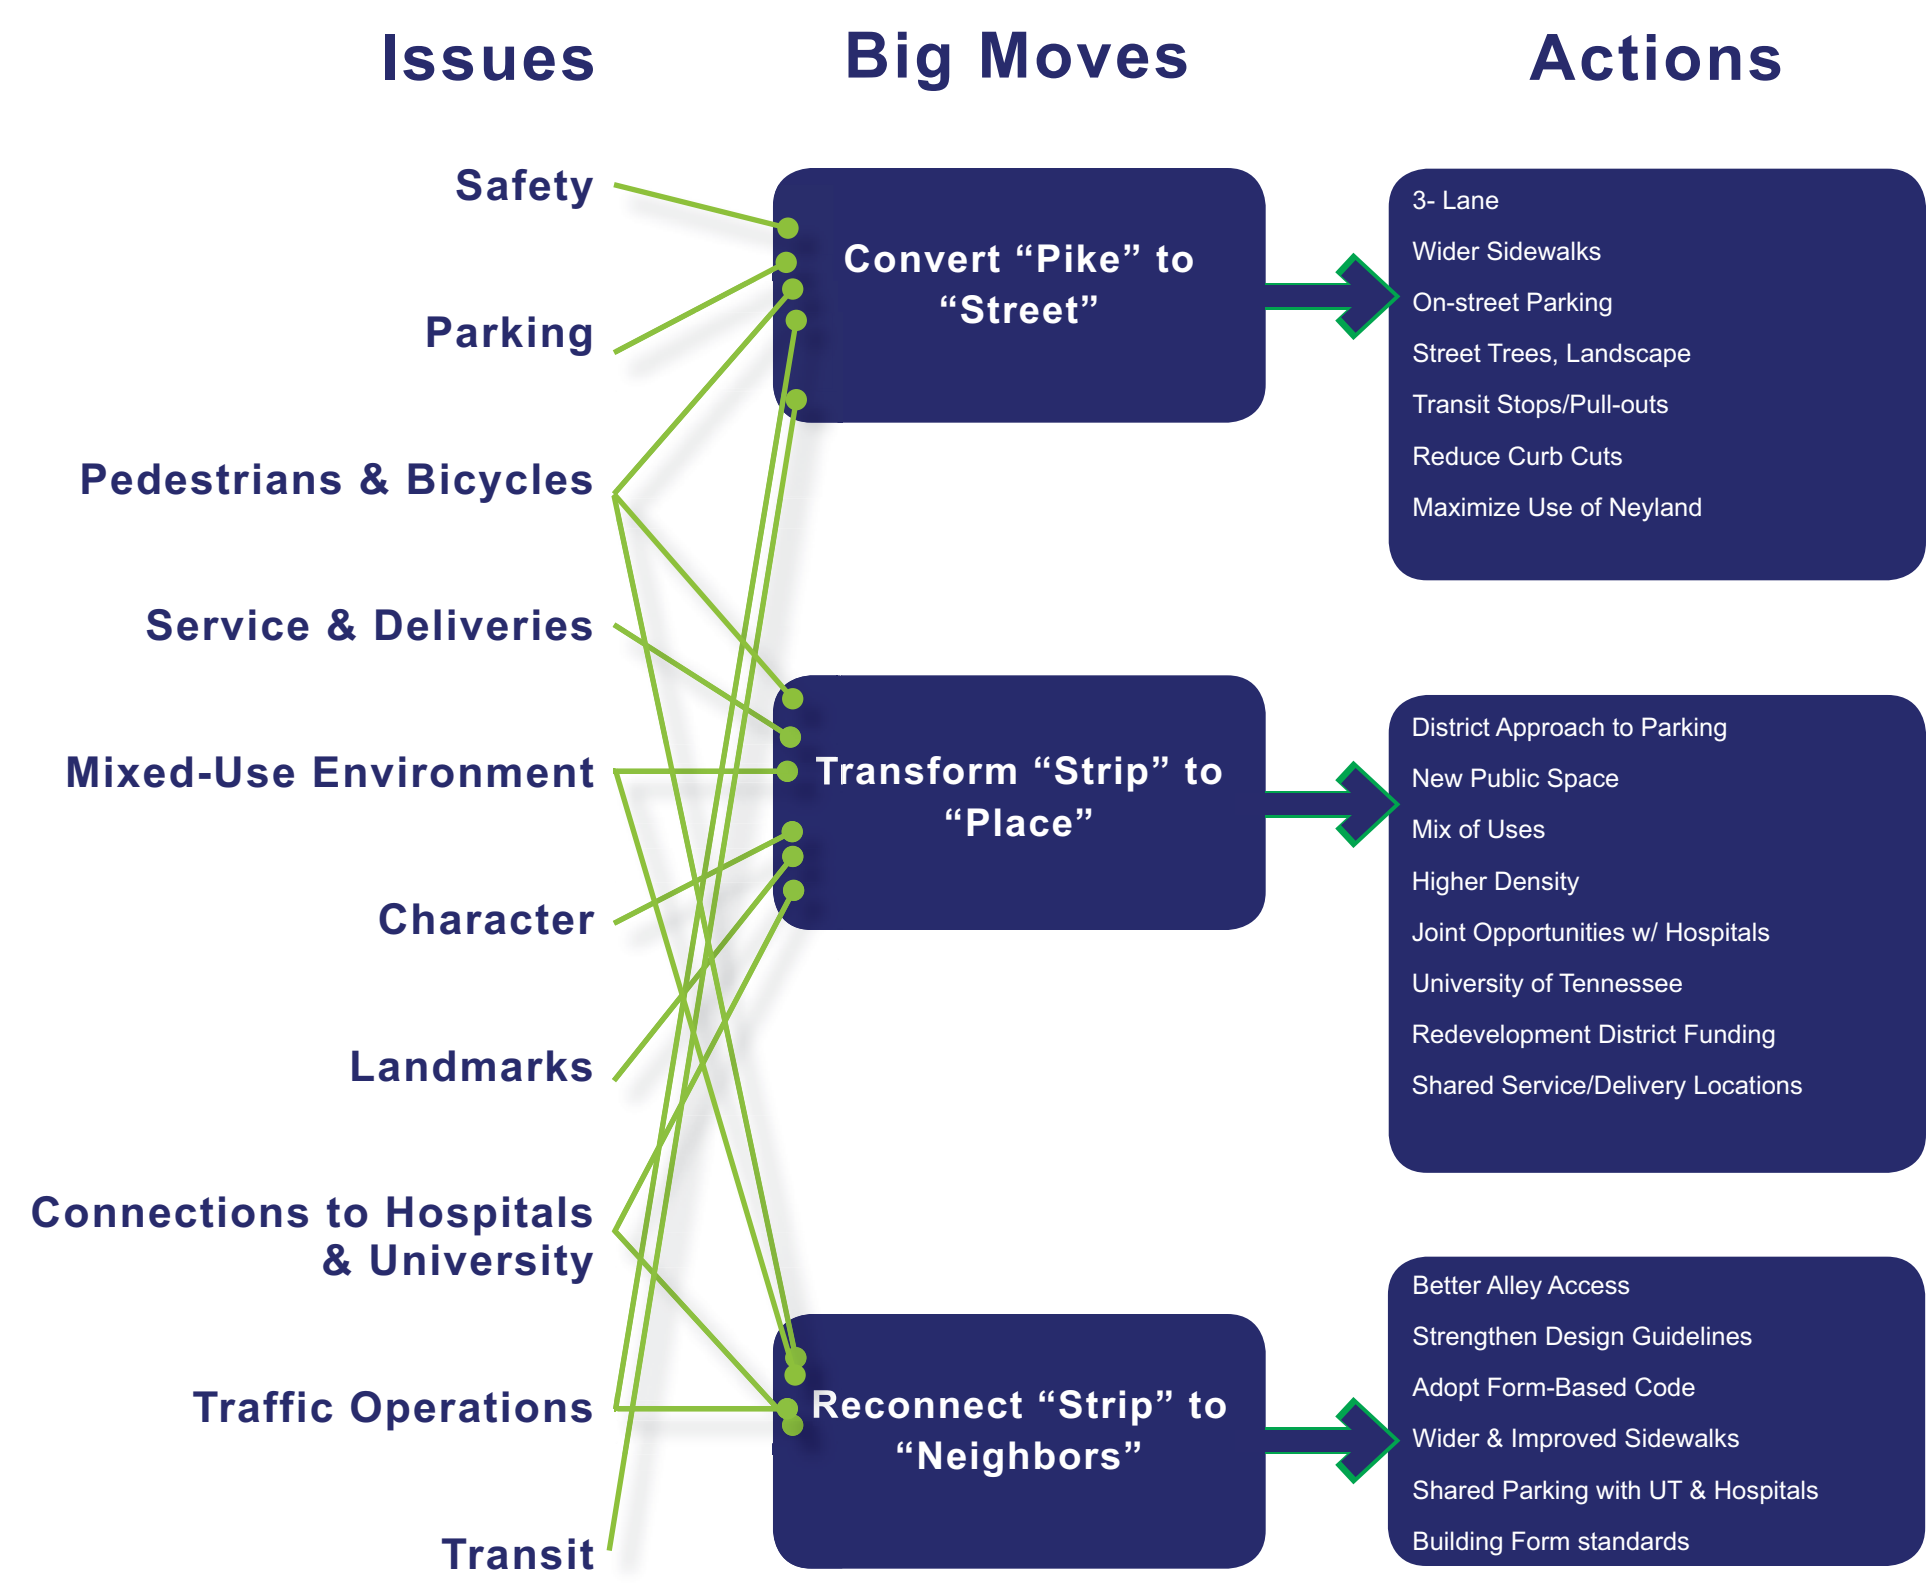 Issues
Big Moves
Actions
Safety
Parking
Pedestrians & Bicycles
Service & Deliveries
Mixed-Use Environment
Character
Landmarks
Connections to Hospitals
& University
Traffic Operations
Transit
Convert “Pike” to
“Street”
Transform “Strip” to
“Place”
Reconnect “Strip” to
“Neighbors”
3- Lane
Wider Sidewalks
On-street Parking
Street Trees, Landscape
Transit Stops/Pull-outs
Reduce Curb Cuts
Maximize Use of Neyland
District Approach to Parking
New Public Space
Mix of Uses
Higher Density
Joint Opportunities w/ Hospitals
University of Tennessee
Redevelopment District Funding
Shared Service/Delivery Locations
Better Alley Access
Strengthen Design Guidelines
Adopt Form-Based Code
Wider & Improved Sidewalks
Shared Parking with UT & Hospitals
Building Form standards